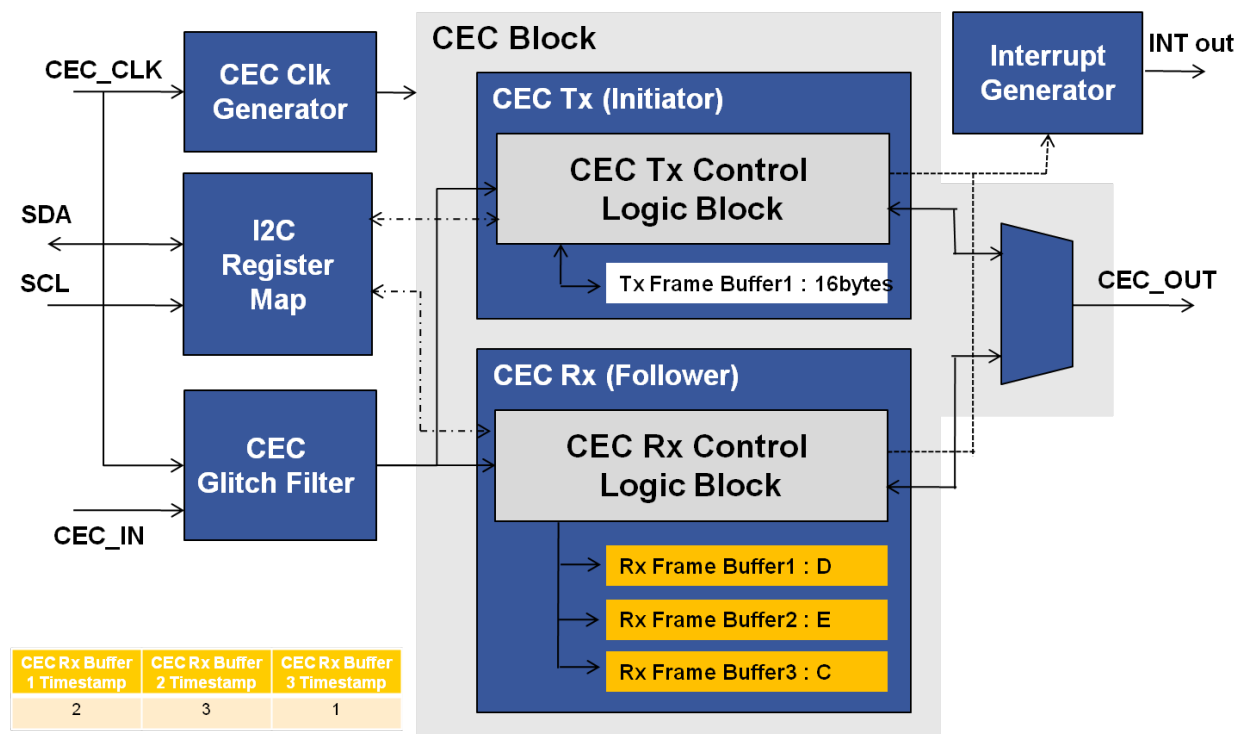 CEC Block
CEC_CLK
CEC Clk
Generator
CEC Tx (Initiator)
Interrupt
Generator
INT out
CEC Tx Control
Logic Block
SDA
SCL
I2C
Register
Map
Tx Frame Buffer1 : 16bytes
CEC_OUT
CEC Rx (Follower)
CEC
Glitch Filter
CEC_IN
CEC Rx Control
Logic Block
Rx Frame Buffer1 : D
Rx Frame Buffer2 : E
Rx Frame Buffer3 : C
CEC Rx Buffer
1 Timestamp
CEC Rx Buffer
2 Timestamp
CEC Rx Buffer
3 Timestamp
2
3
1